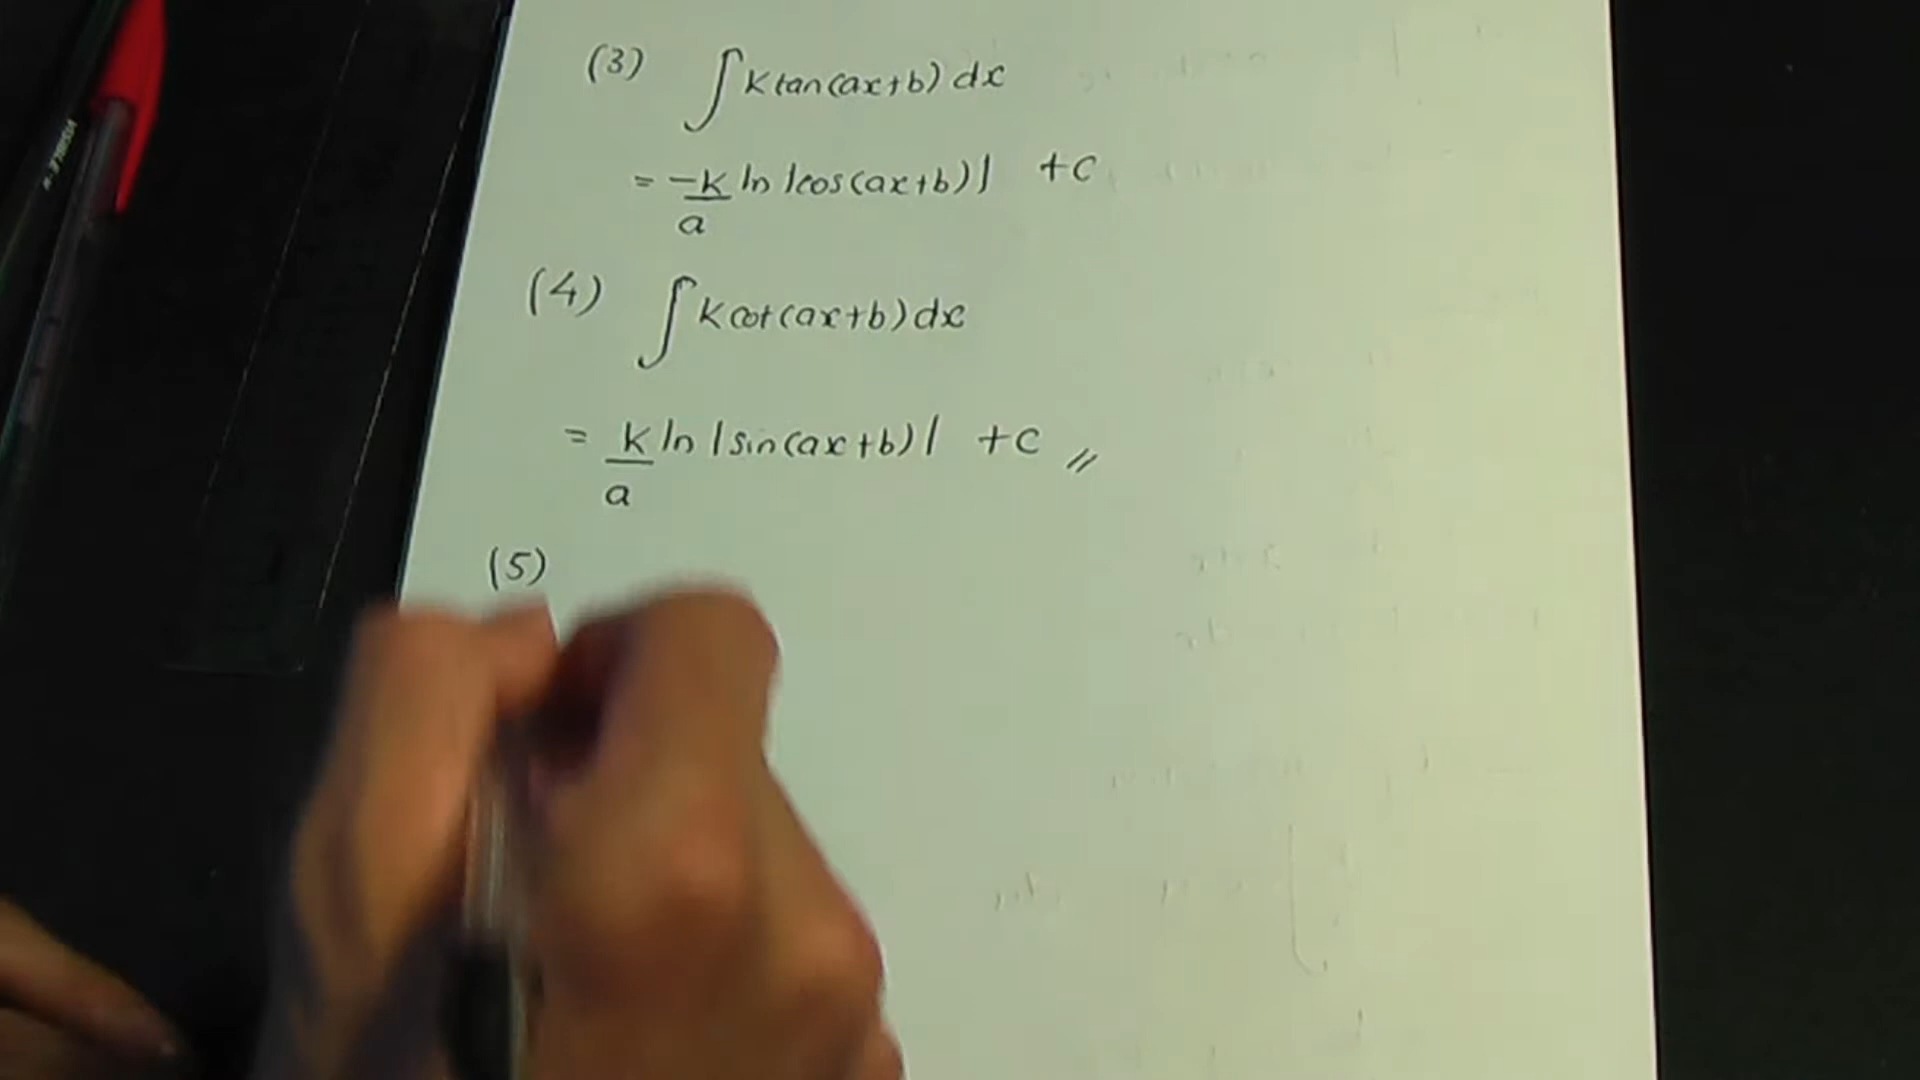 (3) ∫ K tan(ax+b) dx
= -K/a ln |cos(ax+b)| +c
(4) ∫ K cot(ax+b) dx
= K/a ln |sin(ax+b)| +c //
(5)